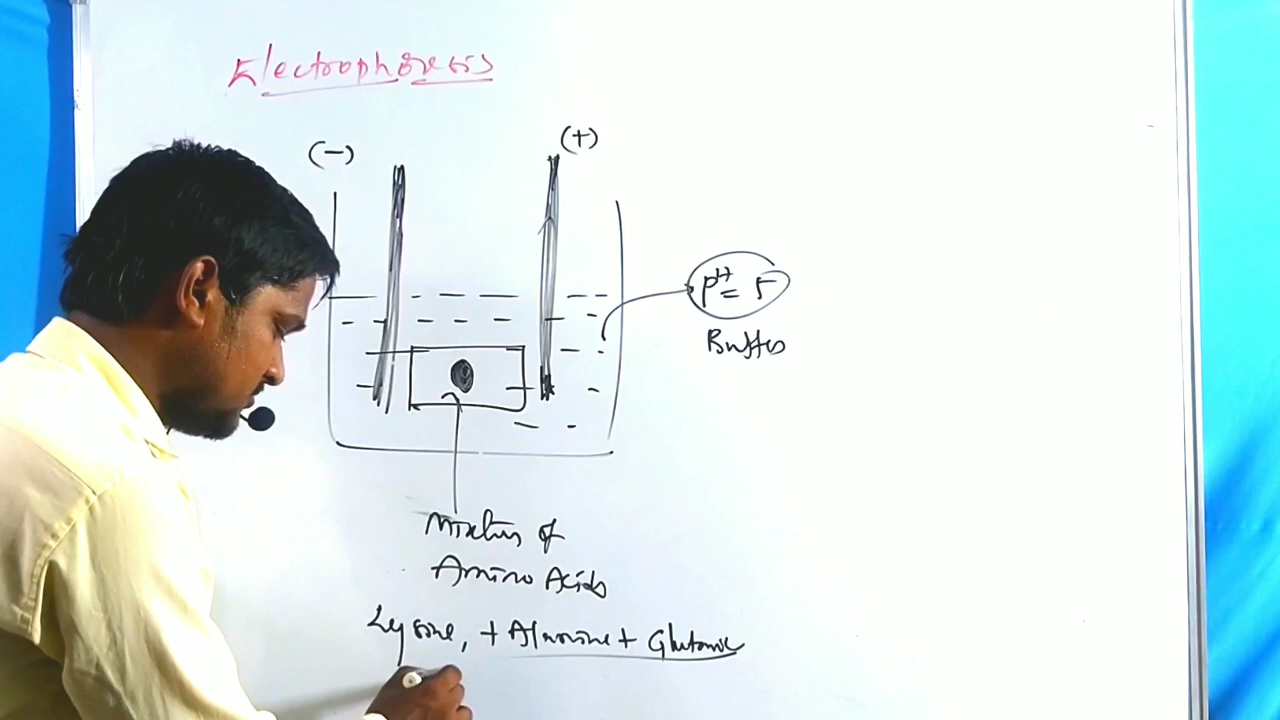 Electrophoresis
(-) (+)
pH = 5
Buffer
Mixture of
Amino Acids
Lysine, + Alanine + Glutamic